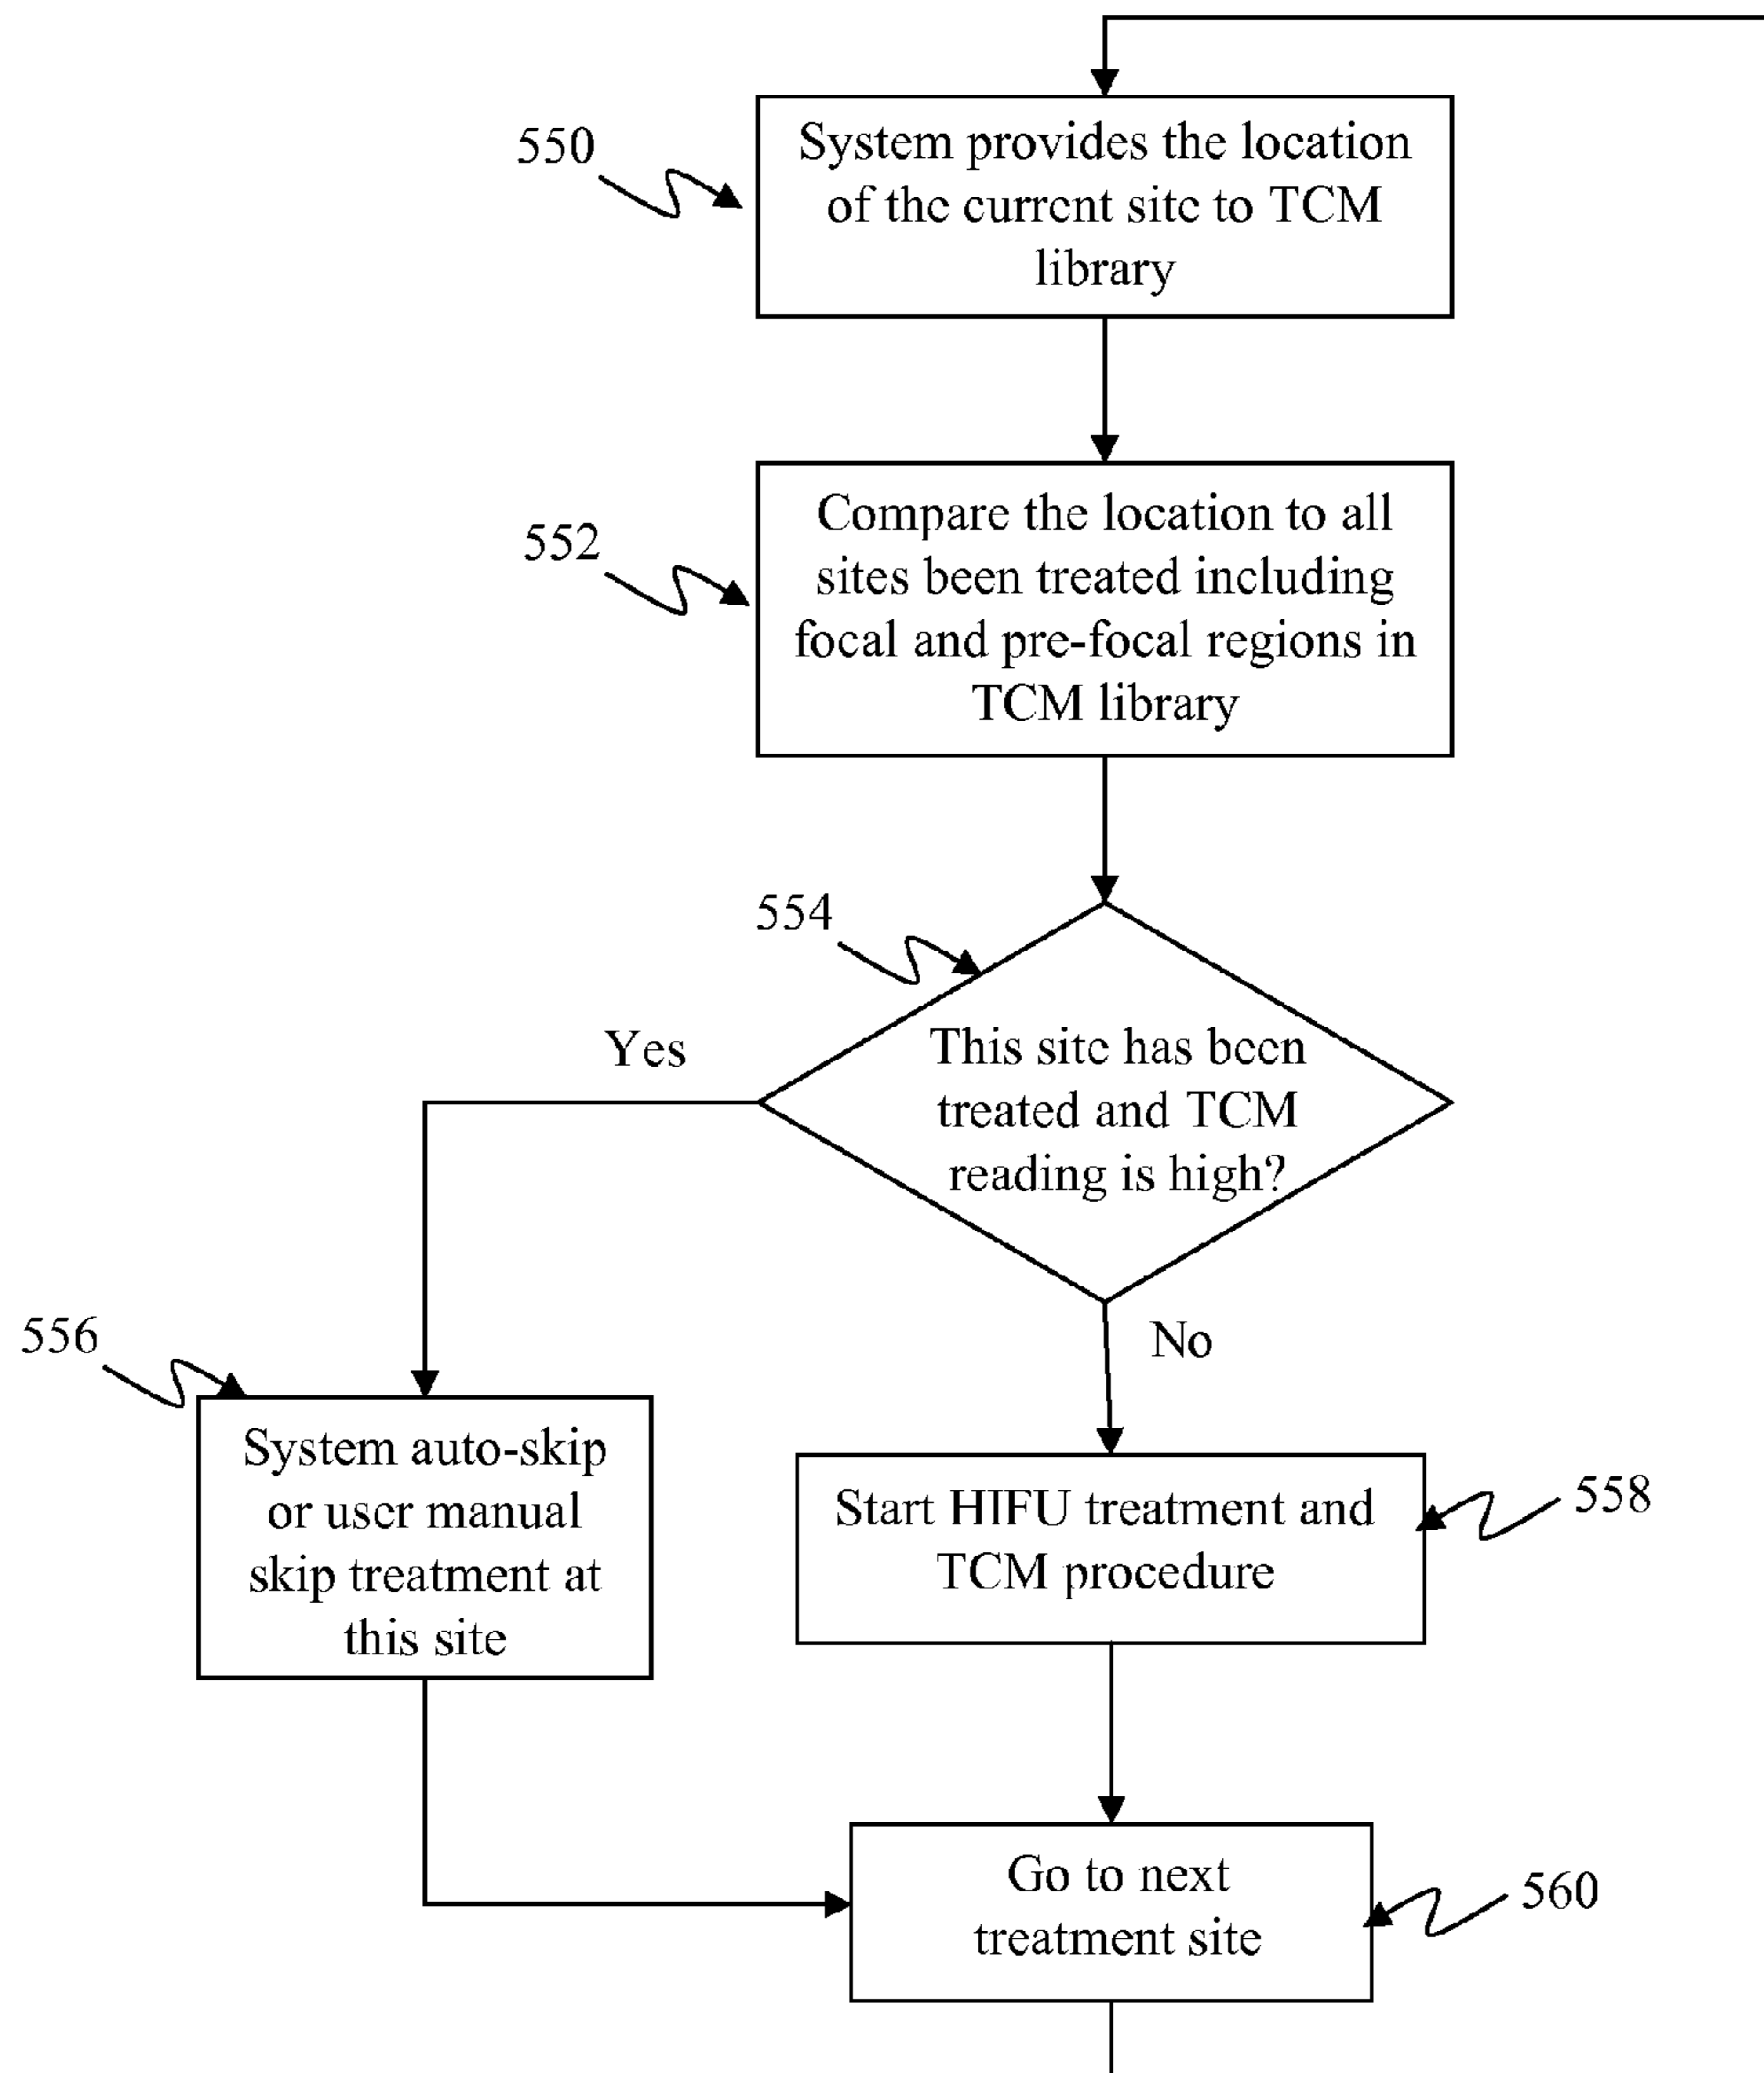 550
System provides the location
of the current site to TCM
library
552
Compare the location to all
sites been treated including
focal and pre-focal regions in
TCM library
554
Yes
This site has been
treated and TCM
reading is high?
No
556
System auto-skip
or user manual
skip treatment at
this site
558
Start HIFU treatment and
TCM procedure
Go to next
treatment site
560